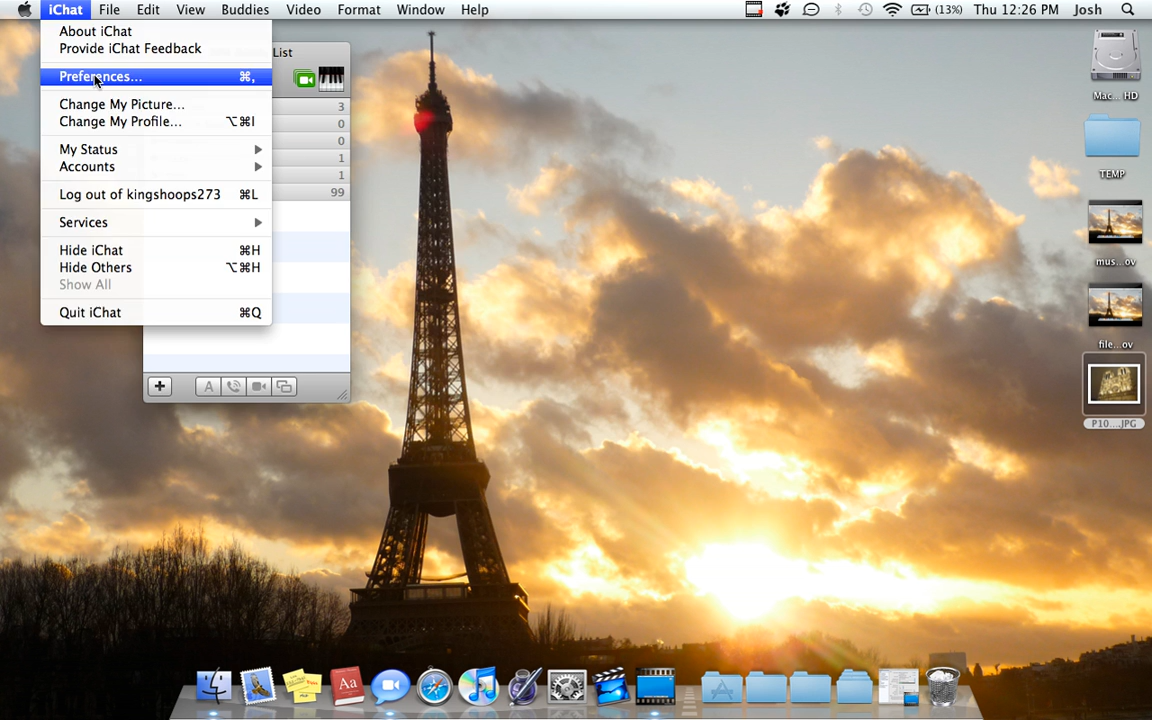 iChat File Edit View Buddies Video Format Window Help (13%) Thu 12:26 PM Josh
About iChat
Provide iChat Feedback
Preferences... ⌘,
Change My Picture...
Change My Profile... ⌥⌘I
My Status
Accounts
Log out of kingshoops273 ⌘L
Services
Hide iChat ⌘H
Hide Others ⌥⌘H
Show All
Quit iChat ⌘Q
List
3
0
0
1
1
99
A
Mac... HD
TEMP
mus...ov
file...ov
P10....JPG
Aa